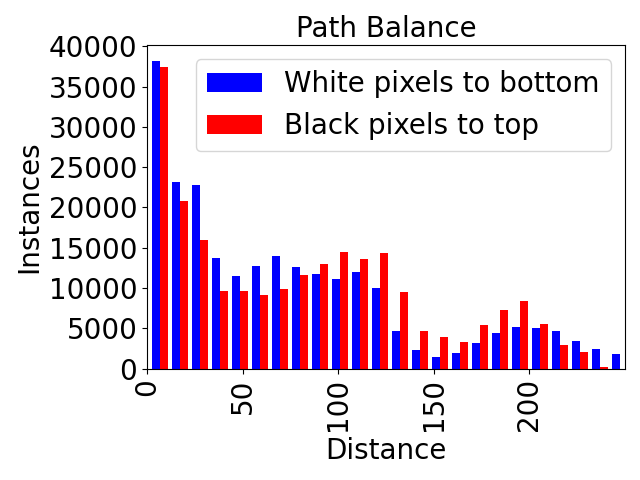 Path Balance
White pixels to bottom
Black pixels to top
Instances
40000
35000
30000
25000
20000
15000
10000
5000
0
0
50
100
150
200
Distance